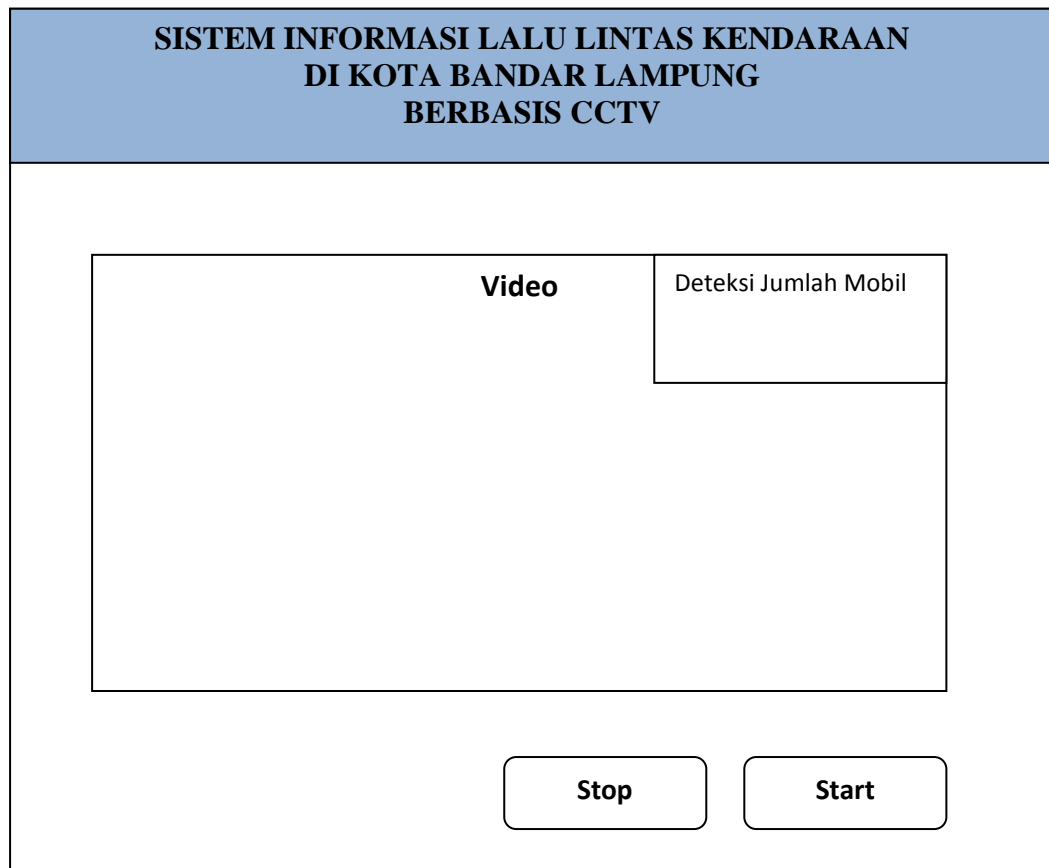 SISTEM INFORMASI LALU LINTAS KENDARAAN
DI KOTA BANDAR LAMPUNG
BERBASIS CCTV
Video
Deteksi Jumlah Mobil
Stop
Start